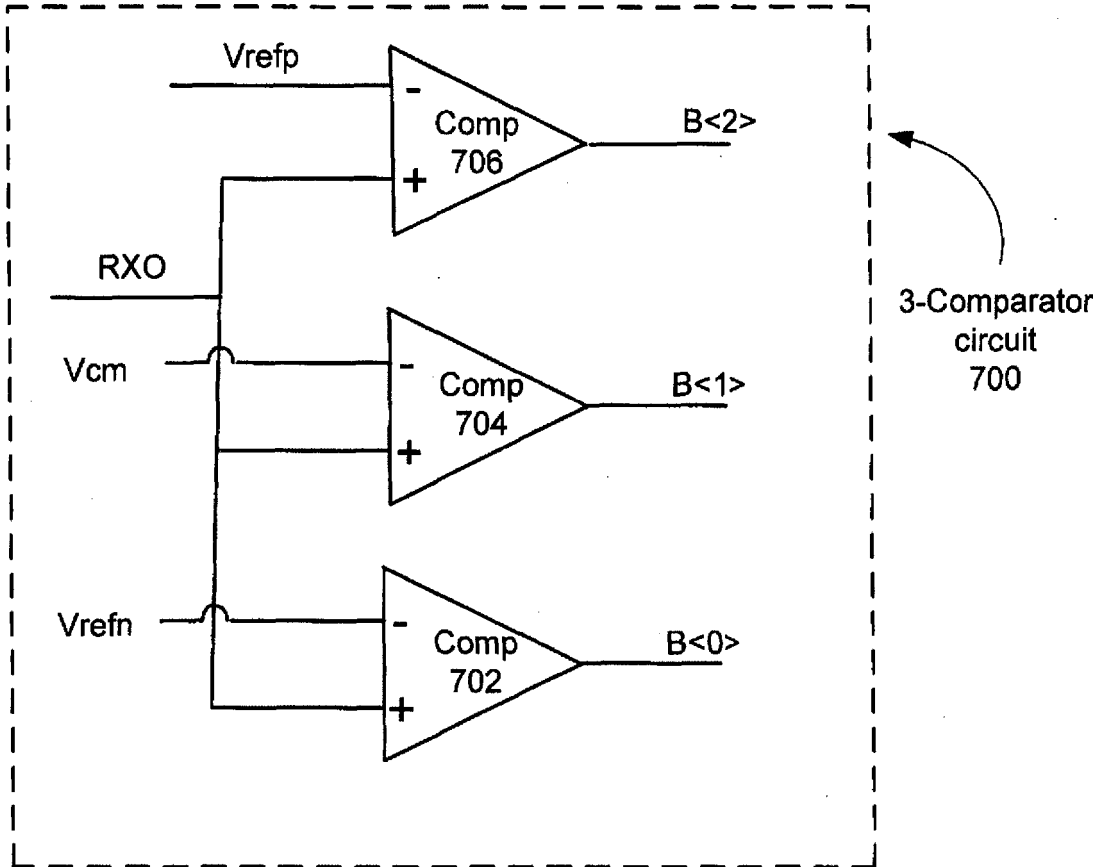 Vrefp
-
Comp
706
+
B<2>
RXO
3-Comparator
circuit
700
Vcm
-
Comp
704
+
B<1>
Vrefn
-
Comp
702
+
B<0>